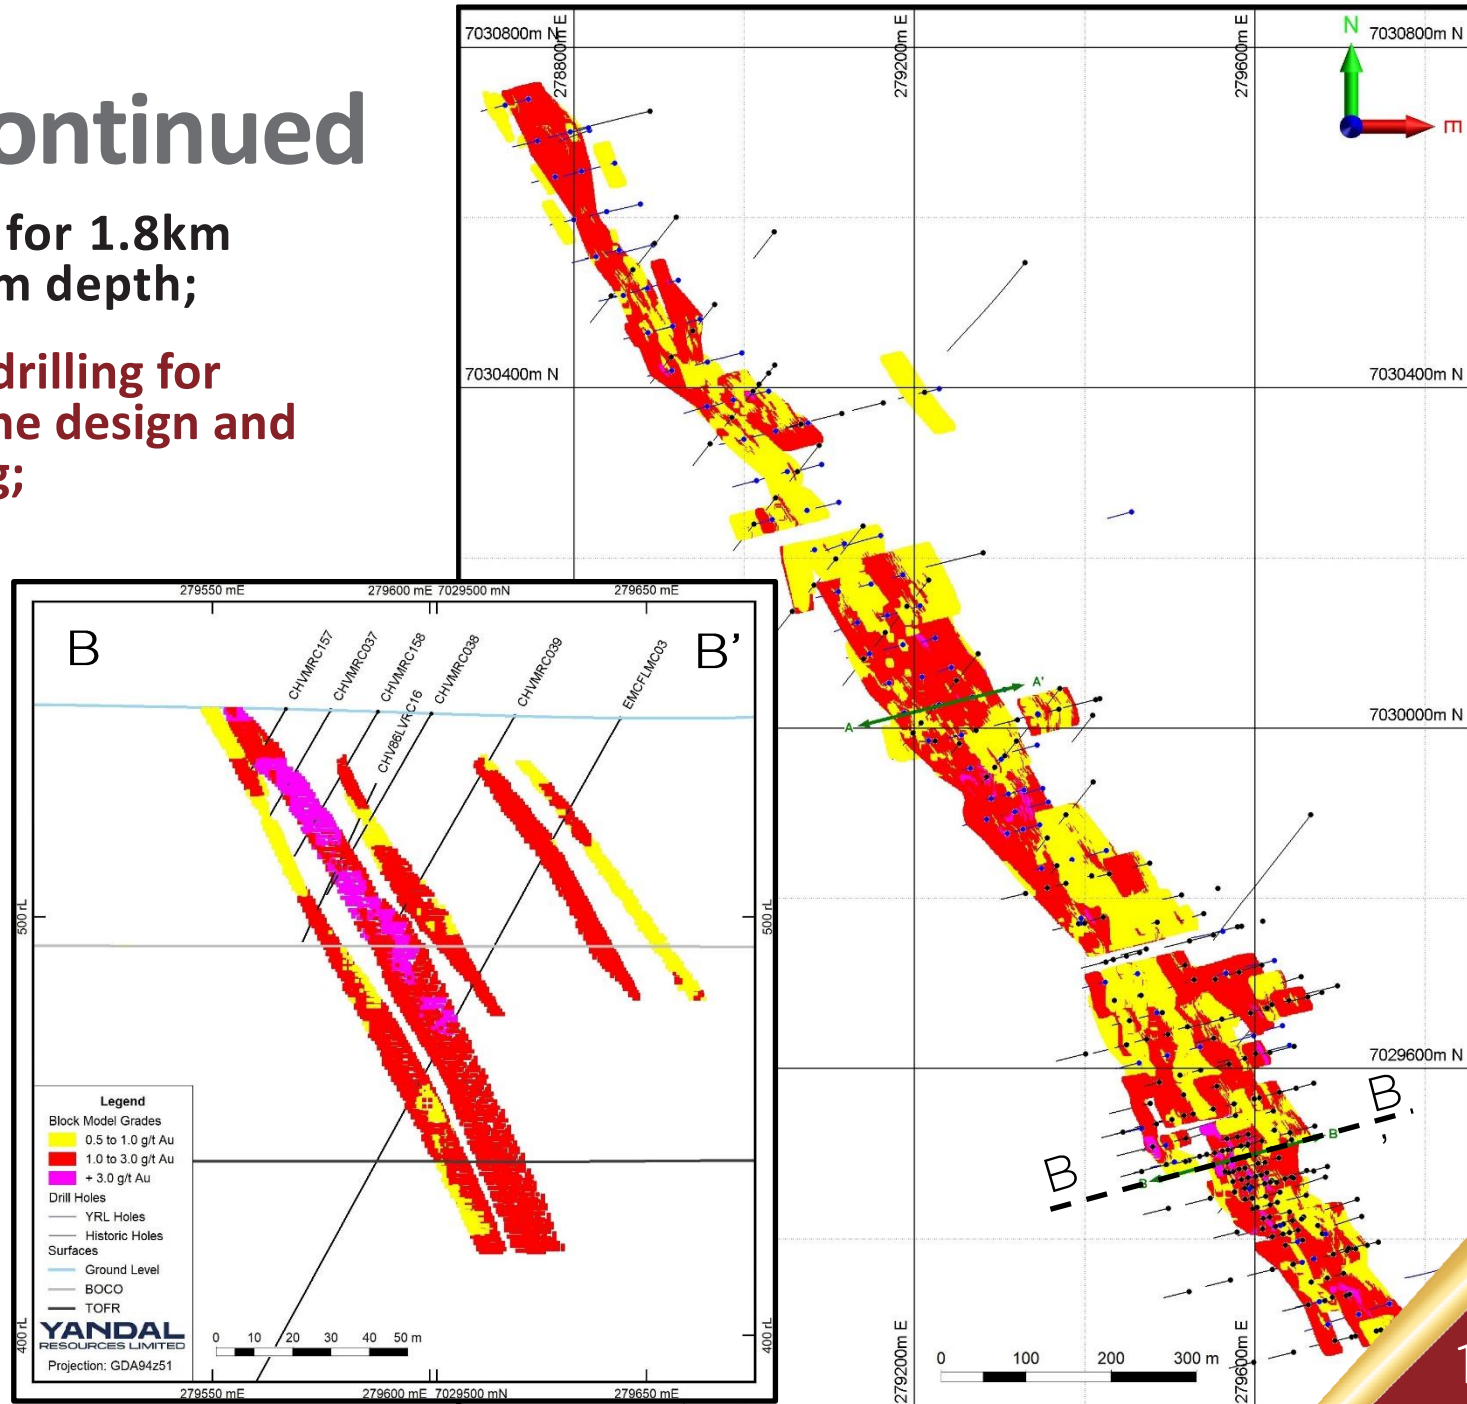 ontinued
for 1.8km
m depth;
drilling for
ne design and
g;
7030800m N
278800m E
279200m E
279600m E
7030800m N
N
E
7030400m N
7030400m N
A
A'
7030000m N
7029600m N
B
B'
B
B
279200m E
279600m E
0 100 200 300 m
279550 mE
279600 mE
7029500 mN
279650 mE
B
B'
CHVMRC157
CHVMRC037
CHVMRC158
CHV86LVRC16
CHVMRC038
CHVMRC039
EMCFLMC03
500 rL
500 rL
Legend
Block Model Grades
0.5 to 1.0 g/t Au
1.0 to 3.0 g/t Au
+ 3.0 g/t Au
Drill Holes
YRL Holes
Historic Holes
Surfaces
Ground Level
BOCO
TOFR
YANDAL
RESOURCES LIMITED
Projection: GDA94z51
400 rL
400 rL
0 10 20 30 40 50 m
279550 mE
279600 mE
7029500 mN
279650 mE